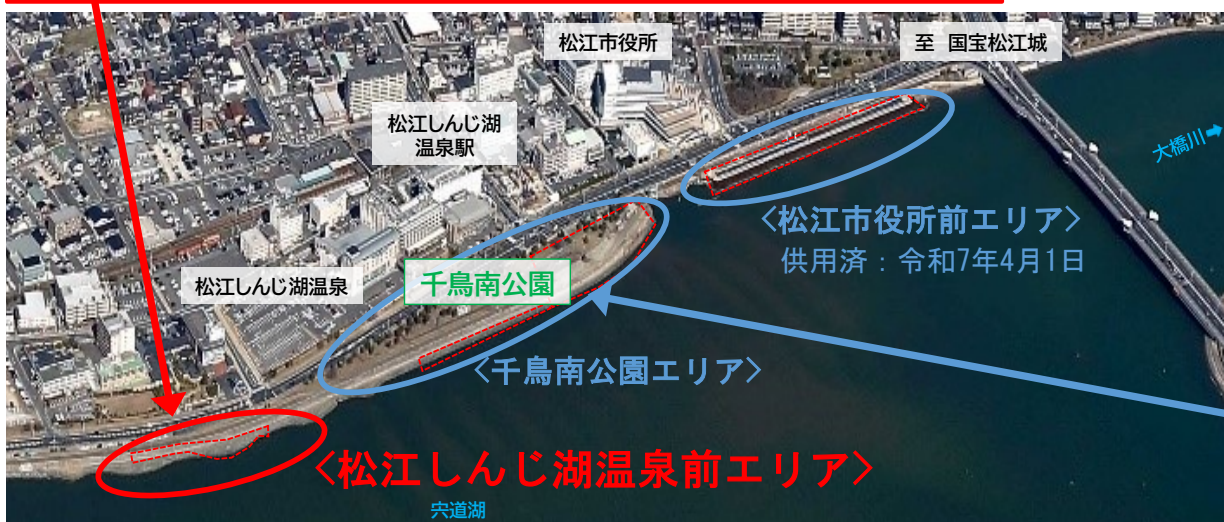 松江市役所
至 国宝松江城
松江しんじ湖
温泉駅
大橋川
<松江市役所前エリア>
供用済：令和7年4月1日
松江しんじ湖温泉
千鳥南公園
<千鳥南公園エリア>
<松江しんじ湖温泉前エリア>
宍道湖